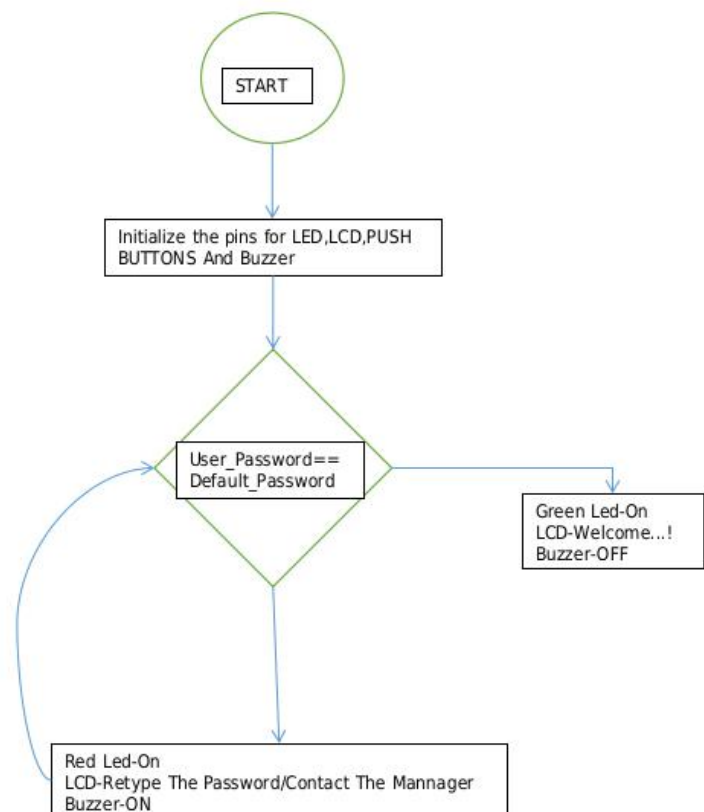 START
Initialize the pins for LED,LCD,PUSH
BUTTONS And Buzzer
User_Password==
Default_Password
Green Led-On
LCD-Welcome...!
Buzzer-OFF
Red Led-On
LCD-Retype The Password/Contact The Mannager
Buzzer-ON